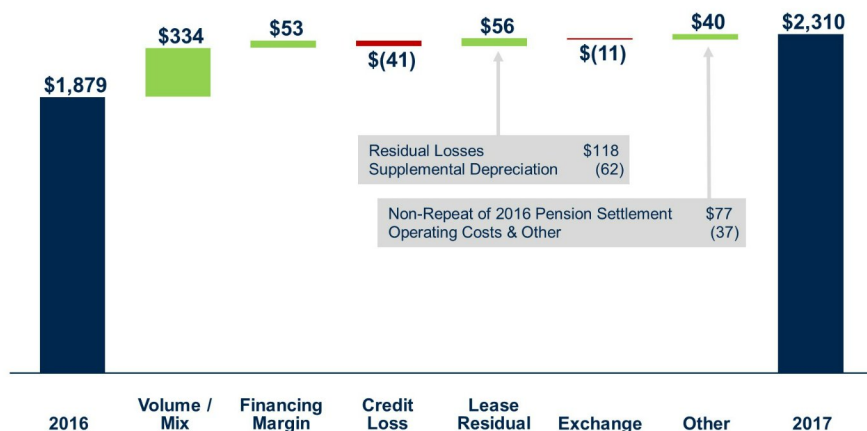 $1,879
$334
$53
$(41)
$56
$(11)
$40
$2,310
Residual Losses $118
Supplemental Depreciation (62)
Non-Repeat of 2016 Pension Settlement $77
Operating Costs & Other (37)
2016
Volume /
Mix
Financing
Margin
Credit
Loss
Lease
Residual
Exchange
Other
2017